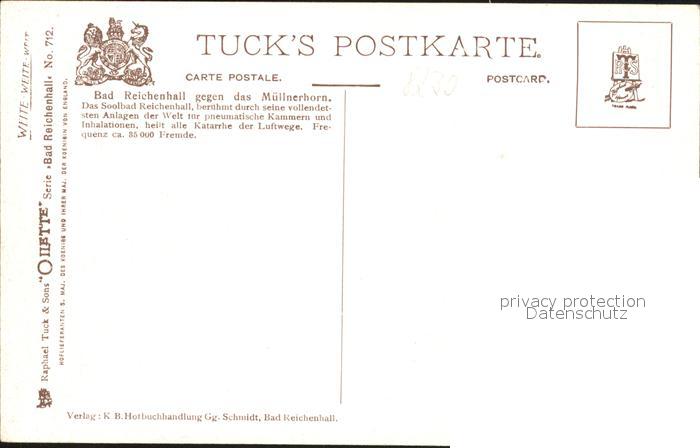 TUCK'S POSTKARTE.
CARTE POSTALE.
POSTCARD.
Bad Reichenhall gegen das Müllnerhorn.
Das Soolbad Reichenhall, berühmt durch seine vollendet-
sten Anlagen der Welt für pneumatische Kammern und
Inhalationen, heilt alle Katarrhe der Luftwege. Fre-
quenz ca. 35 000 Fremde.
Raphael Tuck & Sons' "OILETTE" Serie »Bad Reichenhall« No. 712.
HOFLIEFERANTEN S. MAJ. DES KOENIGS UND IHRER MAJ. DER KOENIGIN VON ENGLAND.
8230
privacy protection
Datenschutz
Verlag: K. B. Hofbuchhandlung Gg. Schmidt, Bad Reichenhall.